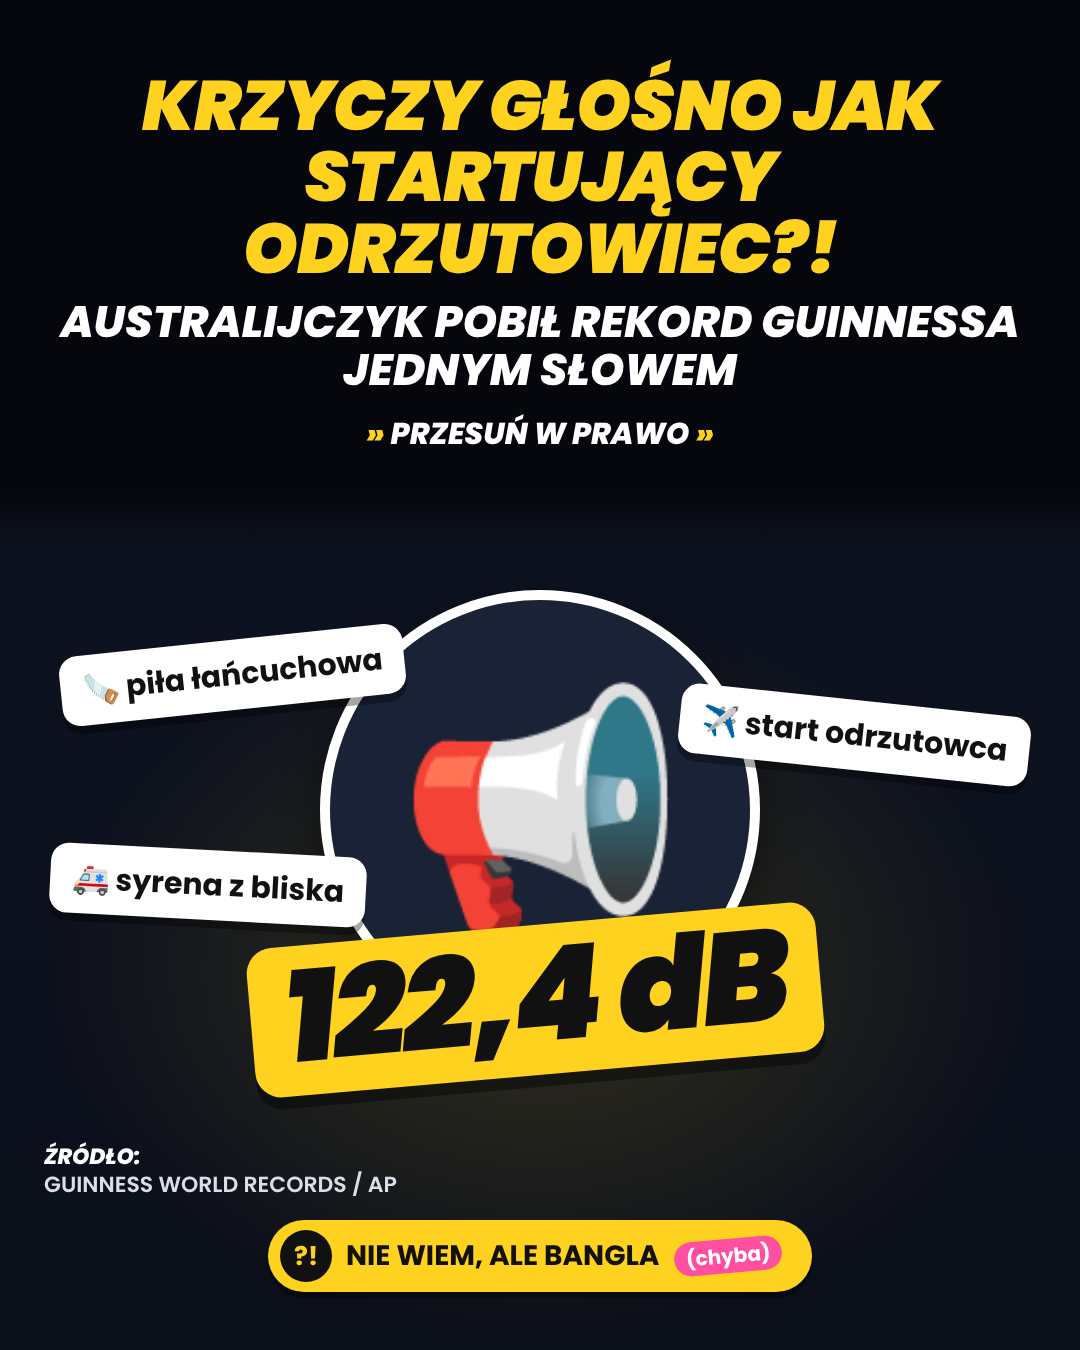 KRZYCZY GŁOŚNO JAK
STARTUJĄCY
ODRZUTOWIEC?!
AUSTRALIJCZYK POBIŁ REKORD GUINNESSA
JEDNYM SŁOWEM
» PRZESUŃ W PRAWO »
piła łańcuchowa
start odrzutowca
syrena z bliska
122,4 dB
ŹRÓDŁO:
GUINNESS WORLD RECORDS / AP
?! NIE WIEM, ALE BANGLA (chyba)